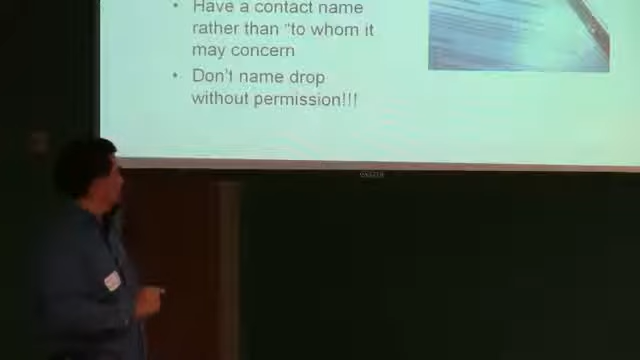 • Have a contact name
rather than "to whom it
may concern
• Don't name drop
without permission!!!